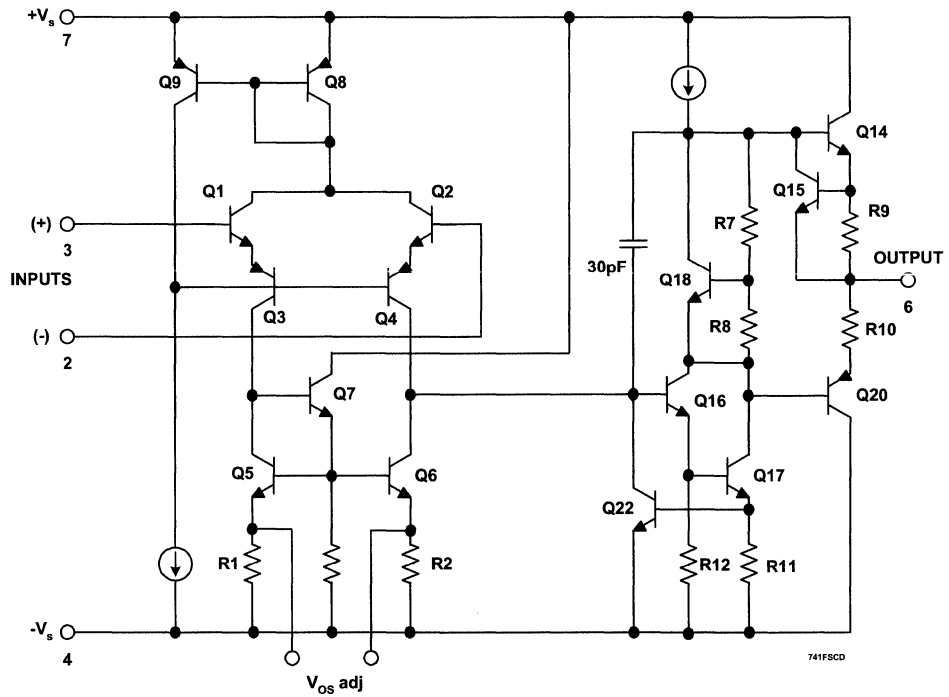 +Vs
7
Q9
Q8
Q14
Q1
Q2
Q15
(+)
3
R7
R9
30pF
OUTPUT
INPUTS
Q18
6
Q3
Q4
(-)
2
R8
R10
Q7
Q16
Q20
Q5
Q6
Q17
Q22
R1
R2
R12
R11
-Vs
4
741FSCD
VOS adj